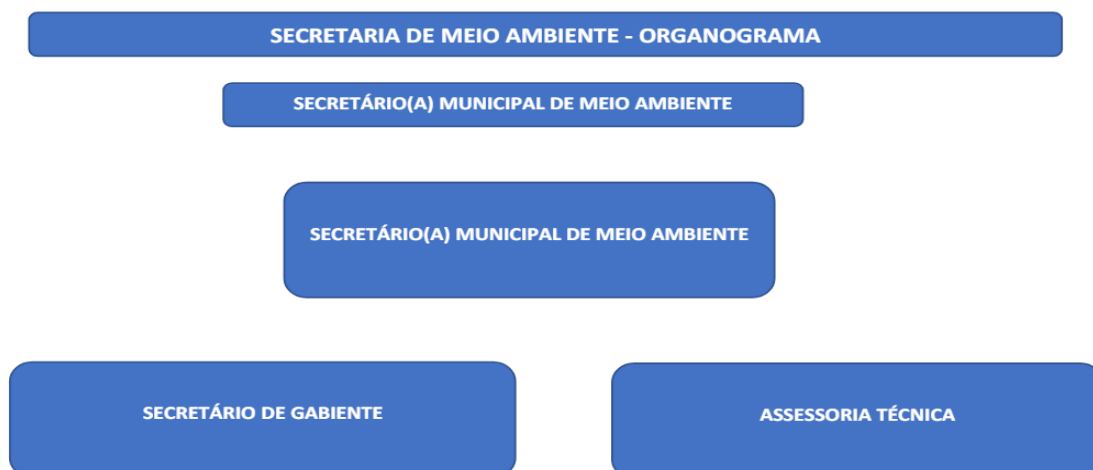 SECRETARIA DE MEIO AMBIENTE - ORGANOGRAMA
SECRETÁRIO(A) MUNICIPAL DE MEIO AMBIENTE
SECRETÁRIO(A) MUNICIPAL DE MEIO AMBIENTE
SECRETÁRIO DE GABIENTE
ASSESSORIA TÉCNICA